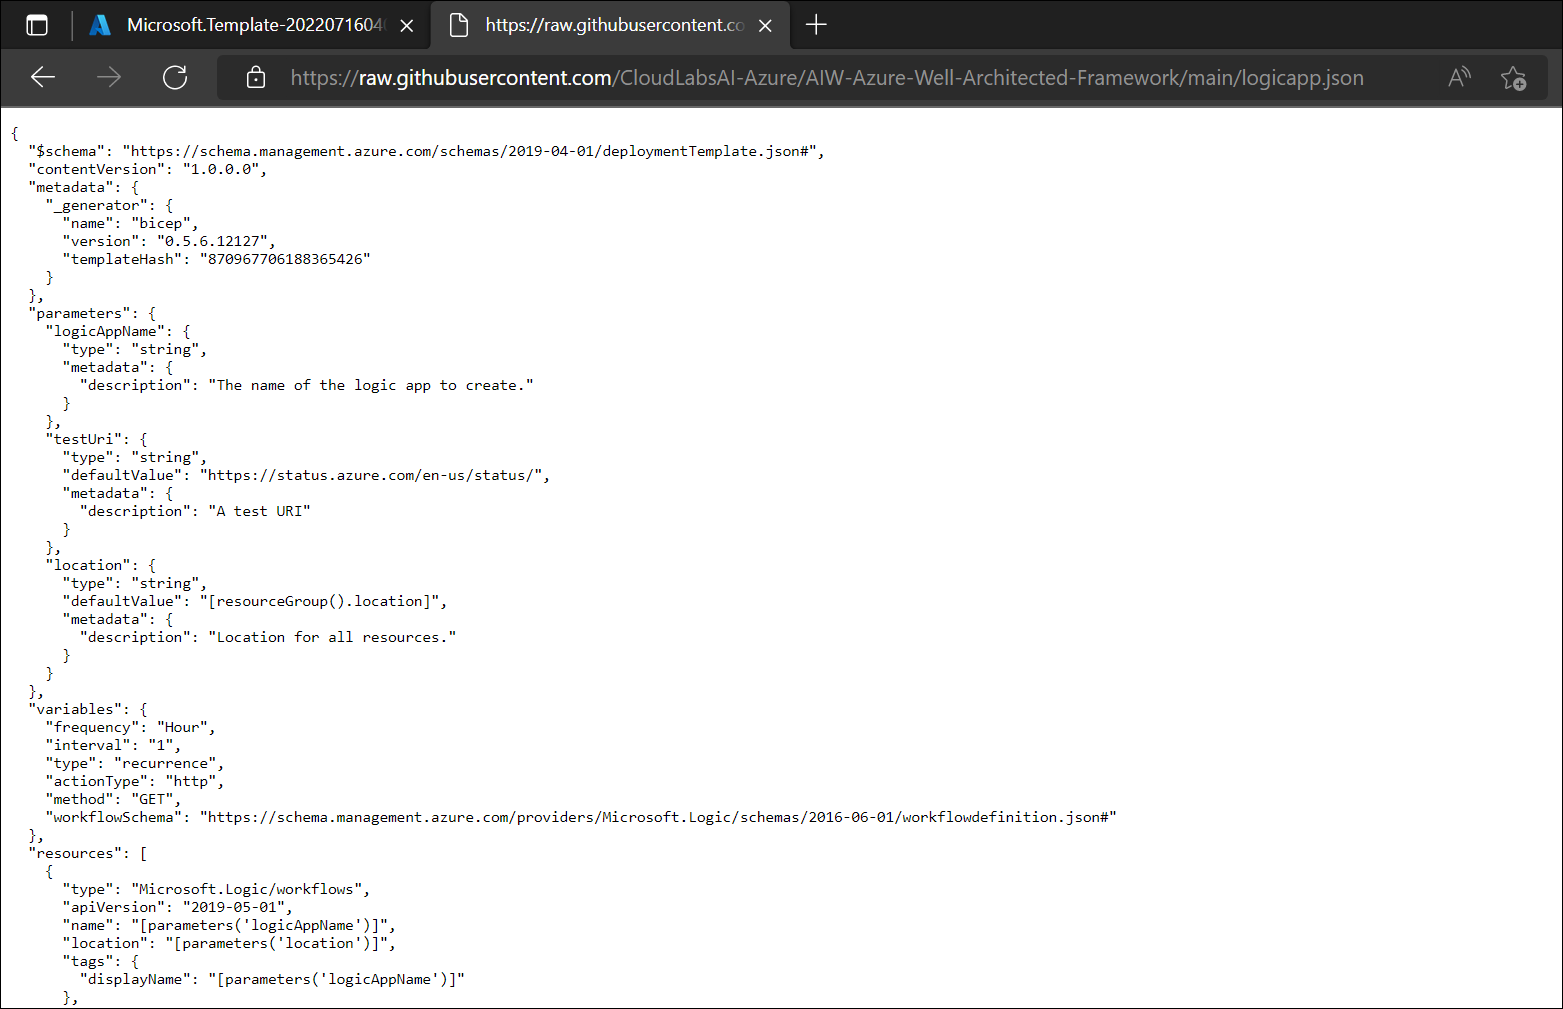 Microsoft.Template-2022071604
https://raw.githubusercontent.co
https://raw.githubusercontent.com/CloudLabsAI-Azure/AIW-Azure-Well-Architected-Framework/main/logicapp.json
{
  "$schema": "https://schema.management.azure.com/schemas/2019-04-01/deploymentTemplate.json#",
  "contentVersion": "1.0.0.0",
  "metadata": {
    "_generator": {
      "name": "bicep",
      "version": "0.5.6.12127",
      "templateHash": "870967706188365426"
    }
  },
  "parameters": {
    "logicAppName": {
      "type": "string",
      "metadata": {
        "description": "The name of the logic app to create."
      }
    },
    "testUri": {
      "type": "string",
      "defaultValue": "https://status.azure.com/en-us/status/",
      "metadata": {
        "description": "A test URI"
      }
    },
    "location": {
      "type": "string",
      "defaultValue": "[resourceGroup().location]",
      "metadata": {
        "description": "Location for all resources."
      }
    }
  },
  "variables": {
    "frequency": "Hour",
    "interval": "1",
    "type": "recurrence",
    "actionType": "http",
    "method": "GET",
    "workflowSchema": "https://schema.management.azure.com/providers/Microsoft.Logic/schemas/2016-06-01/workflowdefinition.json#"
  },
  "resources": [
    {
      "type": "Microsoft.Logic/workflows",
      "apiVersion": "2019-05-01",
      "name": "[parameters('logicAppName')]",
      "location": "[parameters('location')]",
      "tags": {
        "displayName": "[parameters('logicAppName')]"
      },